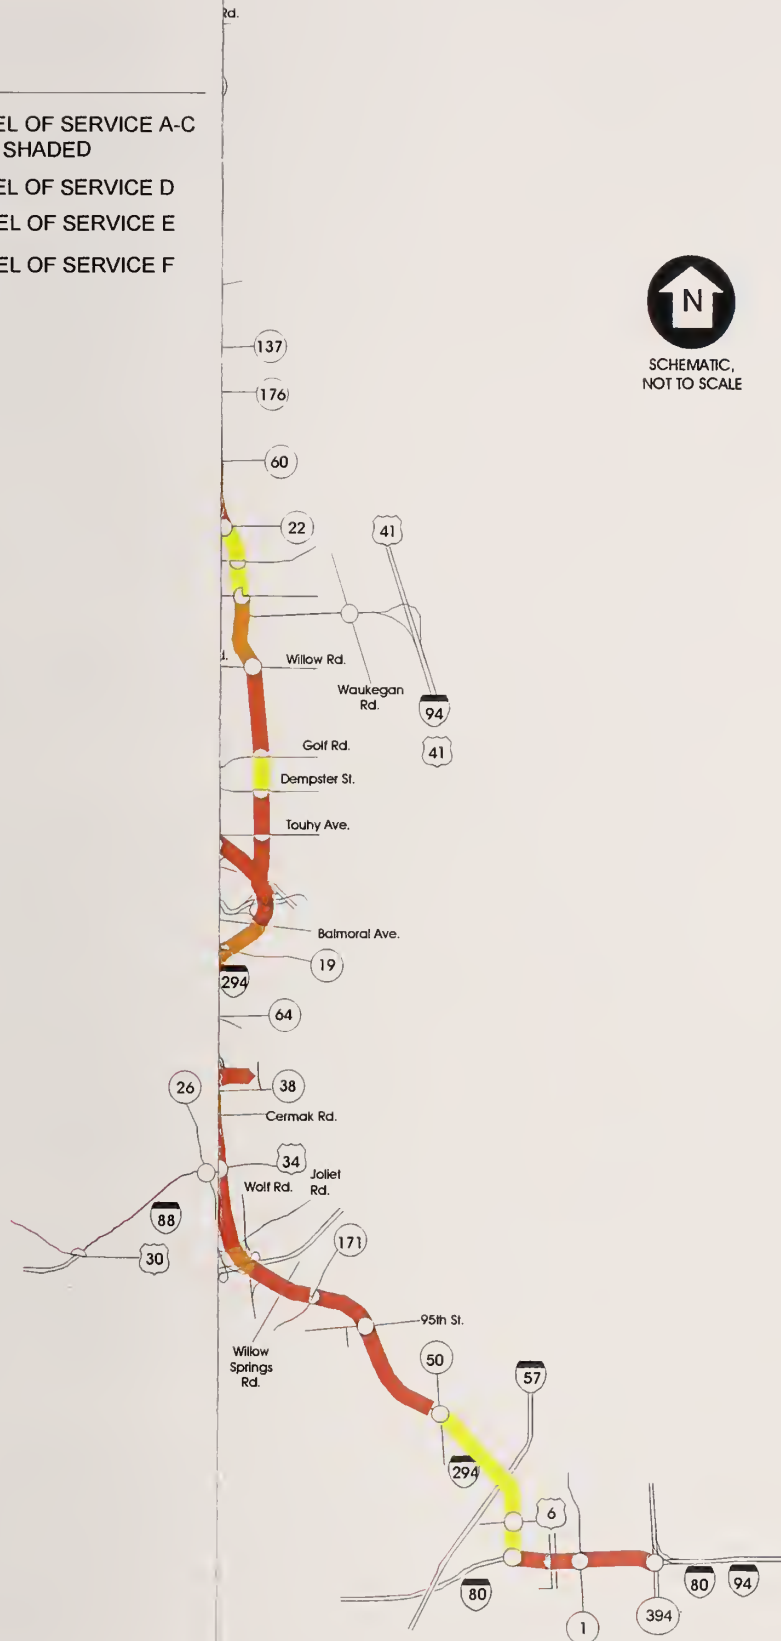 Rd.
EL OF SERVICE A-C
SHADED
EL OF SERVICE D
EL OF SERVICE E
EL OF SERVICE F
N
SCHEMATIC,
NOT TO SCALE
137
176
60
22
41
Willow Rd.
Waukegan
Rd.
94
41
Golf Rd.
Dempster St.
Touhy Ave.
Balmoral Ave.
19
294
64
26
38
Cermak Rd.
34
Joliet
Rd.
Wolf Rd.
88
30
171
95th St.
Willow
Springs
Rd.
50
57
294
6
80
80
94
1
394